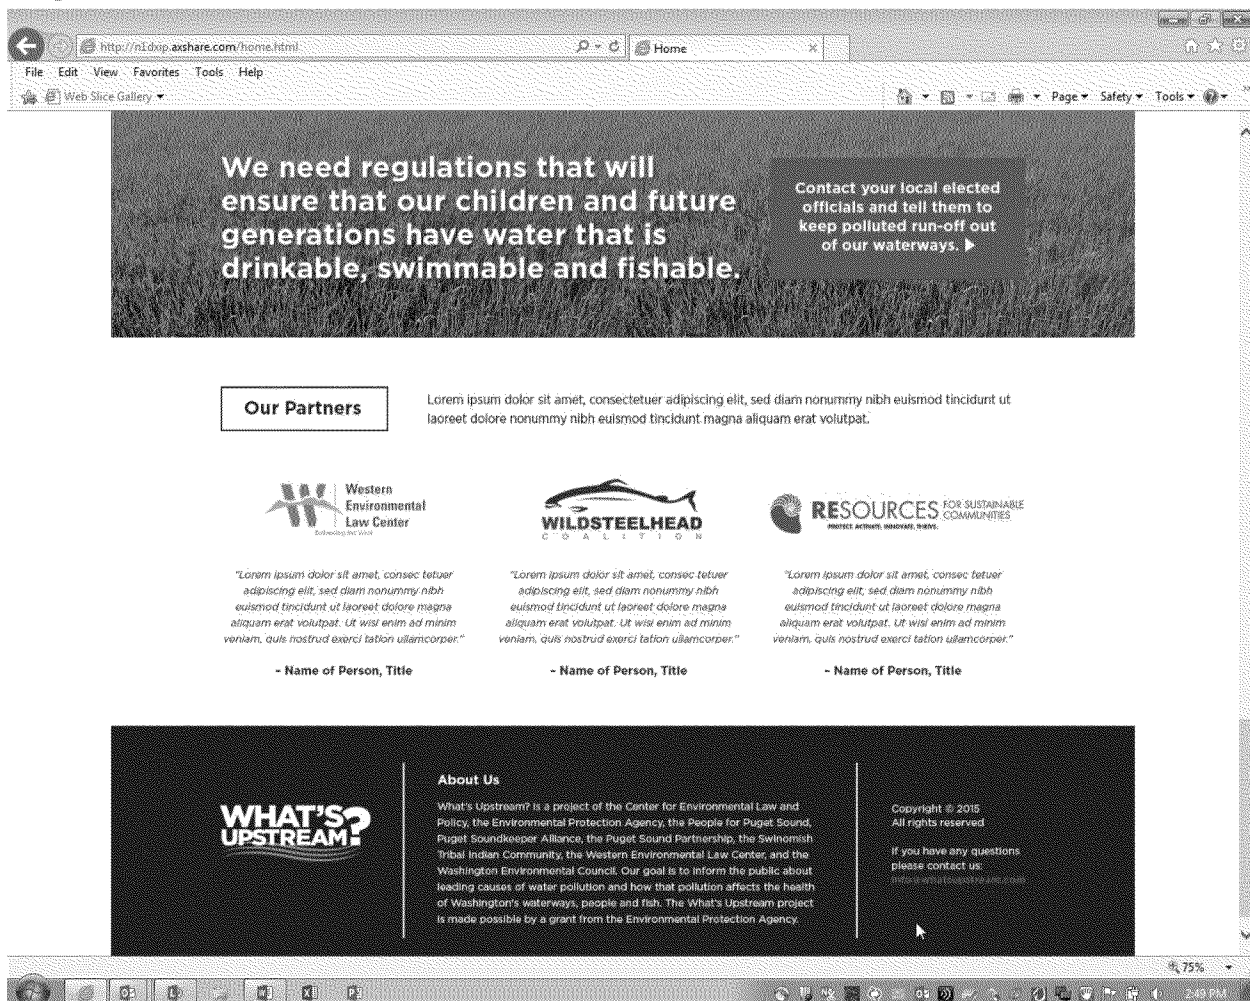 http://n1dxip.axshare.com/home.html
Home
File Edit View Favorites Tools Help
Web Slice Gallery
Page Safety Tools
We need regulations that will
ensure that our children and future
generations have water that is
drinkable, swimmable and fishable.
Contact your local elected
officials and tell them to
keep polluted run-off out
of our waterways.
Our Partners
Lorem ipsum dolor sit amet, consectetuer adipiscing elit, sed diam nonummy nibh euismod tincidunt ut
laoreet dolore nonummy nibh euismod tincidunt magna aliquam erat volutpat.
Western
Environmental
Law Center
Defending the West
WILDSTEELHEAD
COALITION
RESOURCES FOR SUSTAINABLE
COMMUNITIES
PROTECT. ACTIVATE. INNOVATE. THRIVE.
"Lorem ipsum dolor sit amet, consec tetuer
adipiscing elit, sed diam nonummy nibh
euismod tincidunt ut laoreet dolore magna
aliquam erat volutpat. Ut wisi enim ad minim
veniam, quis nostrud exerci tation ullamcorper."
– Name of Person, Title
"Lorem ipsum dolor sit amet, consec tetuer
adipiscing elit, sed diam nonummy nibh
euismod tincidunt ut laoreet dolore magna
aliquam erat volutpat. Ut wisi enim ad minim
veniam, quis nostrud exerci tation ullamcorper."
– Name of Person, Title
"Lorem ipsum dolor sit amet, consec tetuer
adipiscing elit, sed diam nonummy nibh
euismod tincidunt ut laoreet dolore magna
aliquam erat volutpat. Ut wisi enim ad minim
veniam, quis nostrud exerci tation ullamcorper."
– Name of Person, Title
WHAT'S
UPSTREAM?
About Us
What's Upstream? is a project of the Center for Environmental Law and
Policy, the Environmental Protection Agency, the People for Puget Sound,
Puget Soundkeeper Alliance, the Puget Sound Partnership, the Swinomish
Tribal Indian Community, the Western Environmental Law Center, and the
Washington Environmental Council. Our goal is to inform the public about
leading causes of water pollution and how that pollution affects the health
of Washington's waterways, people and fish. The What's Upstream project
is made possible by a grant from the Environmental Protection Agency.
Copyright © 2015
All rights reserved
If you have any questions
please contact us:
info@whatsupstream.com
75%
2:49 PM